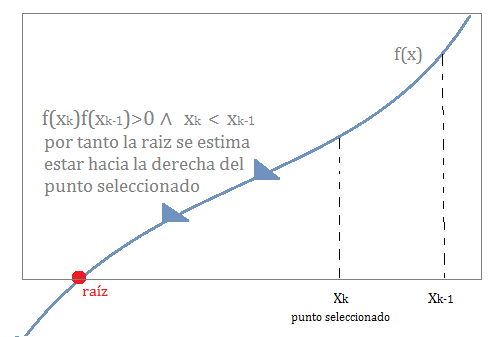 f(x)
f(xk)f(xk-1)>0 ∧ xk < xk-1
por tanto la raiz se estima
estar hacia la derecha del
punto seleccionado
raíz
Xk
Xk-1
punto seleccionado